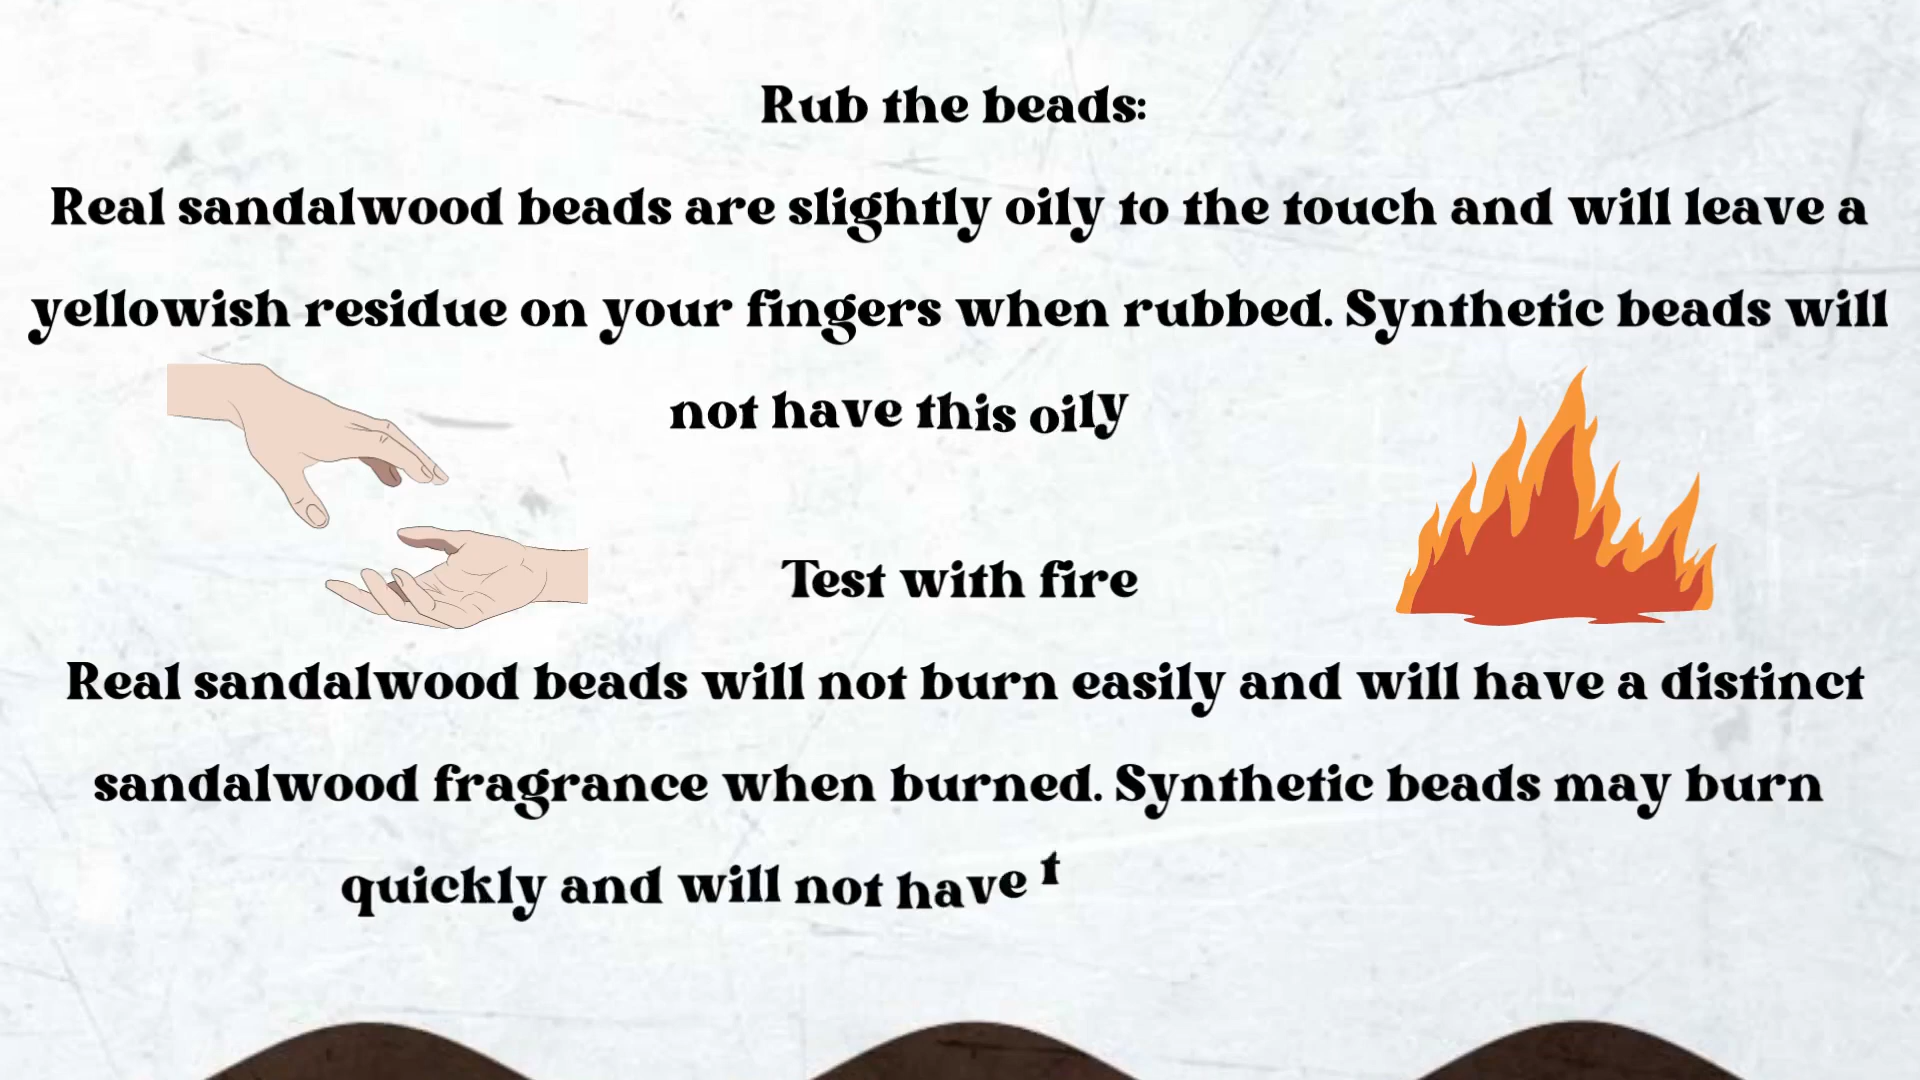 Rub the beads:
Real sandalwood beads are slightly oily to the touch and will leave a
yellowish residue on your fingers when rubbed. Synthetic beads will
not have this oily
Test with fire
Real sandalwood beads will not burn easily and will have a distinct
sandalwood fragrance when burned. Synthetic beads may burn
quickly and will not have t